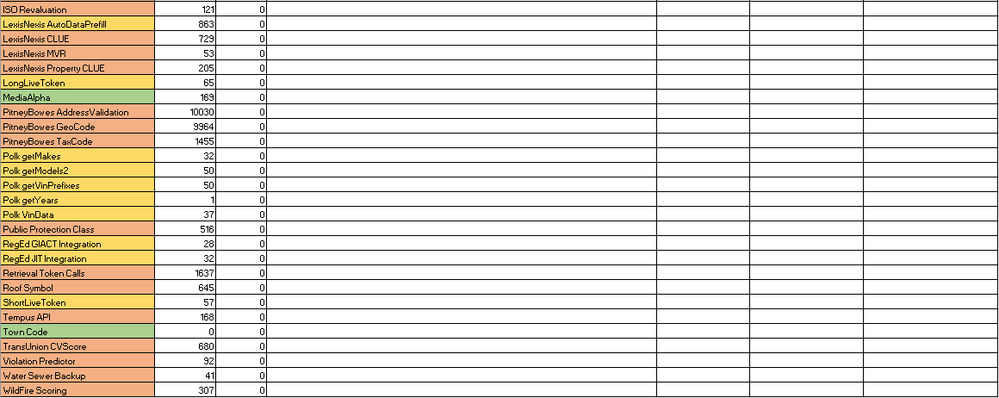 ISO Revaluation 121 0
LexisNexis AutoDataPrefill 863 0
LexisNexis CLUE 729 0
LexisNexis MVR 53 0
LexisNexis Property CLUE 205 0
LongLiveToken 65 0
MediaAlpha 169 0
PitneyBowes AddressValidation 10030 0
PitneyBowes GeoCode 9964 0
PitneyBowes TaxCode 1455 0
Polk getMakes 32 0
Polk getModels2 50 0
Polk getVinPrefixes 50 0
Polk getYears 1 0
Polk VinData 37 0
Public Protection Class 516 0
RegEd GIACT Integration 28 0
RegEd JIT Integration 32 0
Retrieval Token Calls 1637 0
Roof Symbol 645 0
ShortLiveToken 57 0
Tempus API 168 0
Town Code 0 0
TransUnion CVScore 680 0
Violation Predictor 92 0
Water Sewer Backup 41 0
WildFire Scoring 307 0